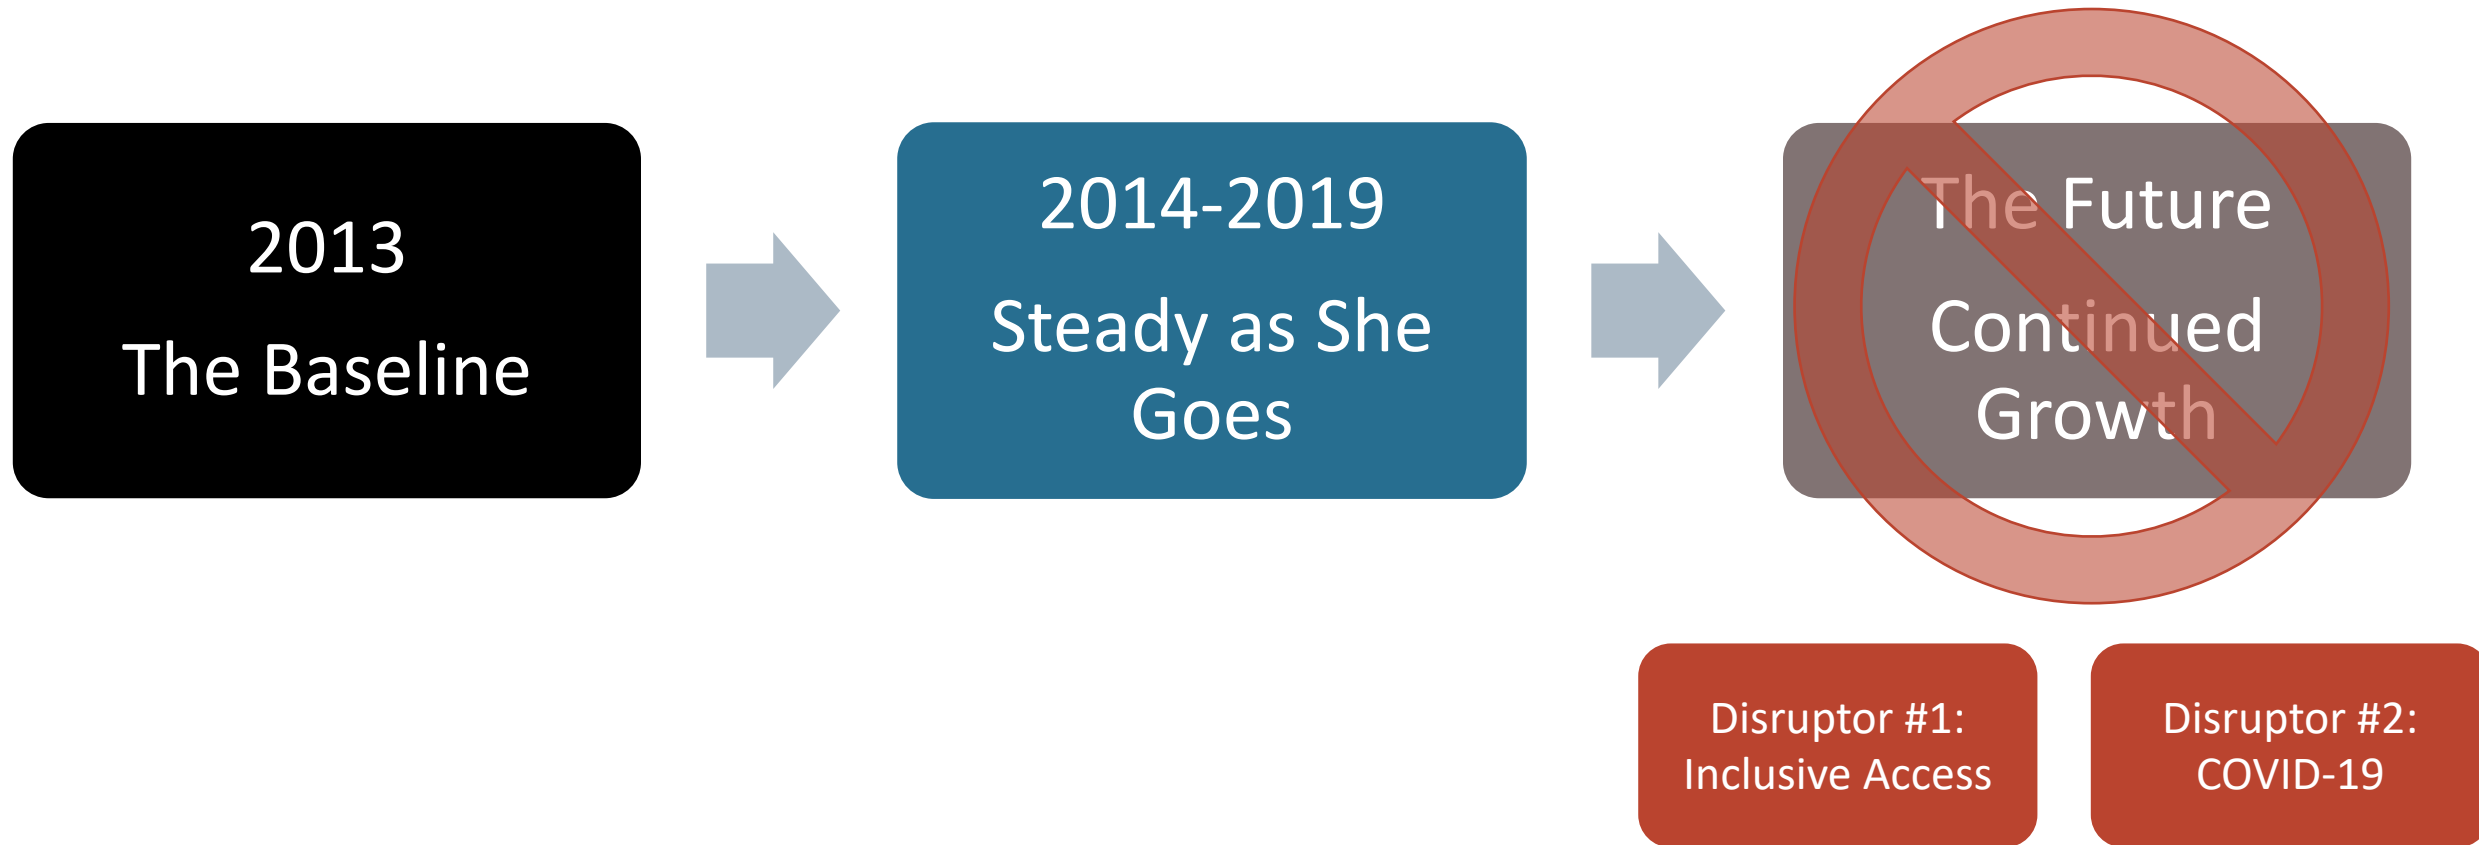 2013
The Baseline
2014-2019
Steady as She
Goes
The Future
Continued
Growth
Disruptor #1:
Inclusive Access
Disruptor #2:
COVID-19